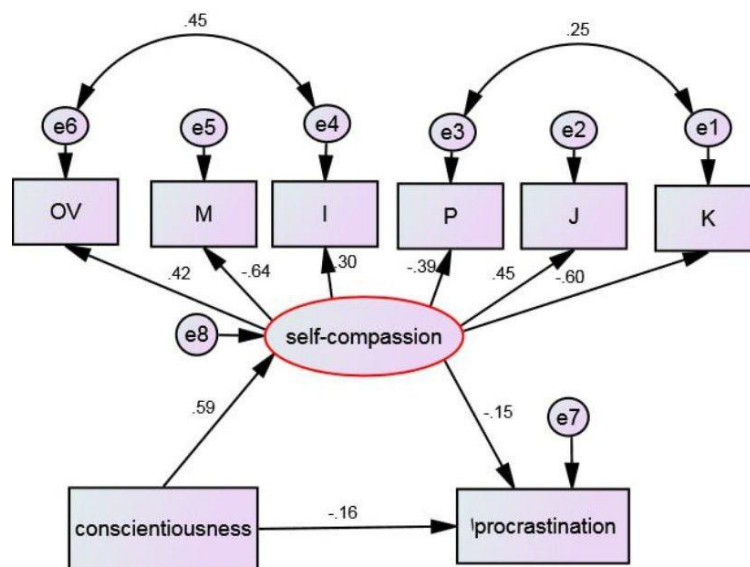 .45
.25
e6
e5
e4
e3
e2
e1
OV
M
I
P
J
K
.42
-.64
.30
-.39
.45
-.60
e8
self-compassion
.59
-.15
e7
conscientiousness
-.16
\procrastination